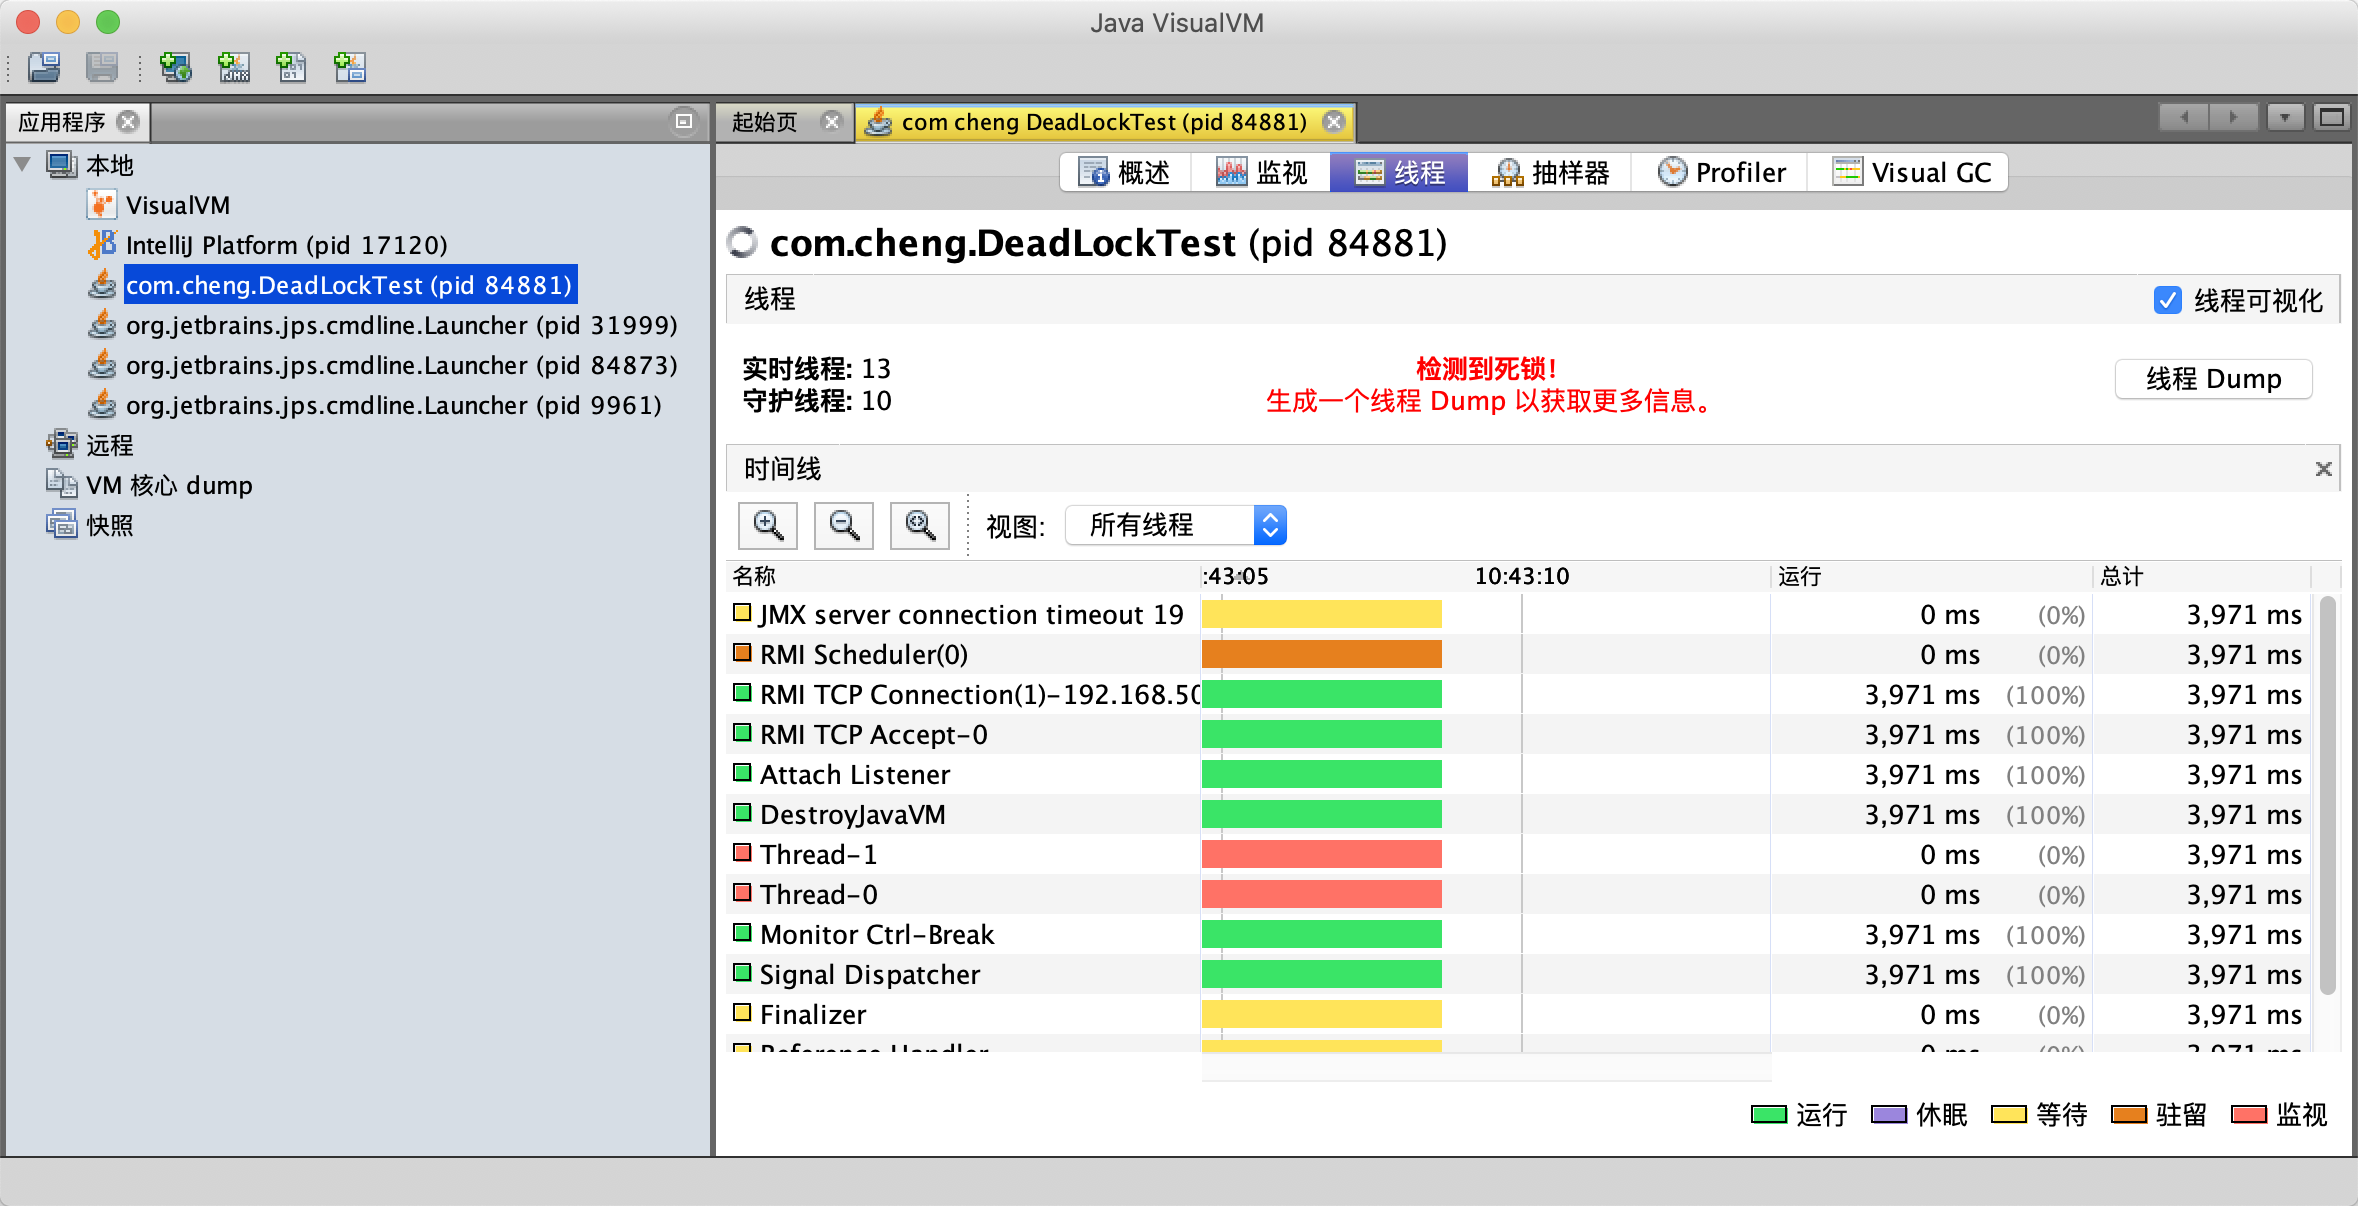 Java VisualVM
应用程序
起始页
com cheng DeadLockTest (pid 84881)
本地
VisualVM
IntelliJ Platform (pid 17120)
com.cheng.DeadLockTest (pid 84881)
org.jetbrains.jps.cmdline.Launcher (pid 31999)
org.jetbrains.jps.cmdline.Launcher (pid 84873)
org.jetbrains.jps.cmdline.Launcher (pid 9961)
远程
VM 核心 dump
快照
概述 监视 线程 抽样器 Profiler Visual GC
com.cheng.DeadLockTest (pid 84881)
线程
线程可视化
实时线程: 13
守护线程: 10
检测到死锁!
生成一个线程 Dump 以获取更多信息。
线程 Dump
时间线
视图: 所有线程
名称 :43:05 10:43:10 运行 总计
JMX server connection timeout 19 0 ms (0%) 3,971 ms
RMI Scheduler(0) 0 ms (0%) 3,971 ms
RMI TCP Connection(1)-192.168.50 3,971 ms (100%) 3,971 ms
RMI TCP Accept-0 3,971 ms (100%) 3,971 ms
Attach Listener 3,971 ms (100%) 3,971 ms
DestroyJavaVM 3,971 ms (100%) 3,971 ms
Thread-1 0 ms (0%) 3,971 ms
Thread-0 0 ms (0%) 3,971 ms
Monitor Ctrl-Break 3,971 ms (100%) 3,971 ms
Signal Dispatcher 3,971 ms (100%) 3,971 ms
Finalizer 0 ms (0%) 3,971 ms
Reference Handler 0 ms (0%) 3,971 ms
运行 休眠 等待 驻留 监视